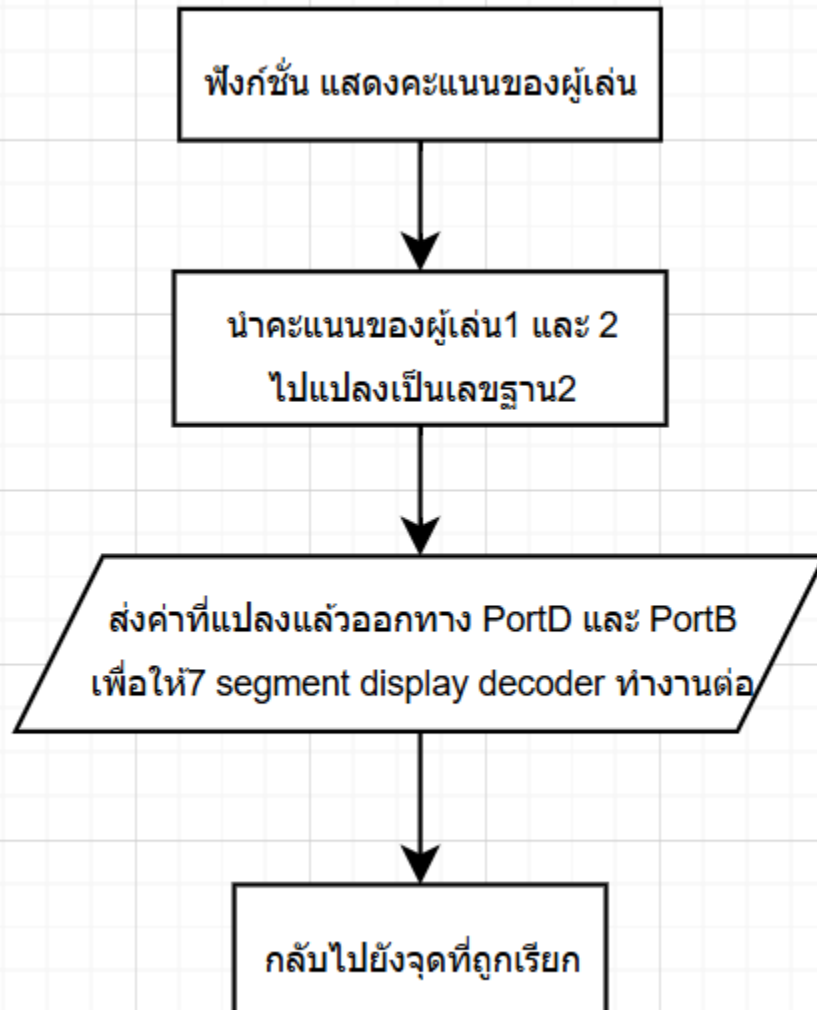 ฟังก์ชั่น แสดงคะแนนของผู้เล่น
นำคะแนนของผู้เล่น1 และ 2
ไปแปลงเป็นเลขฐาน2
ส่งค่าที่แปลงแล้วออกทาง PortD และ PortB
เพื่อให้7 segment display decoder ทำงานต่อ
กลับไปยังจุดที่ถูกเรียก